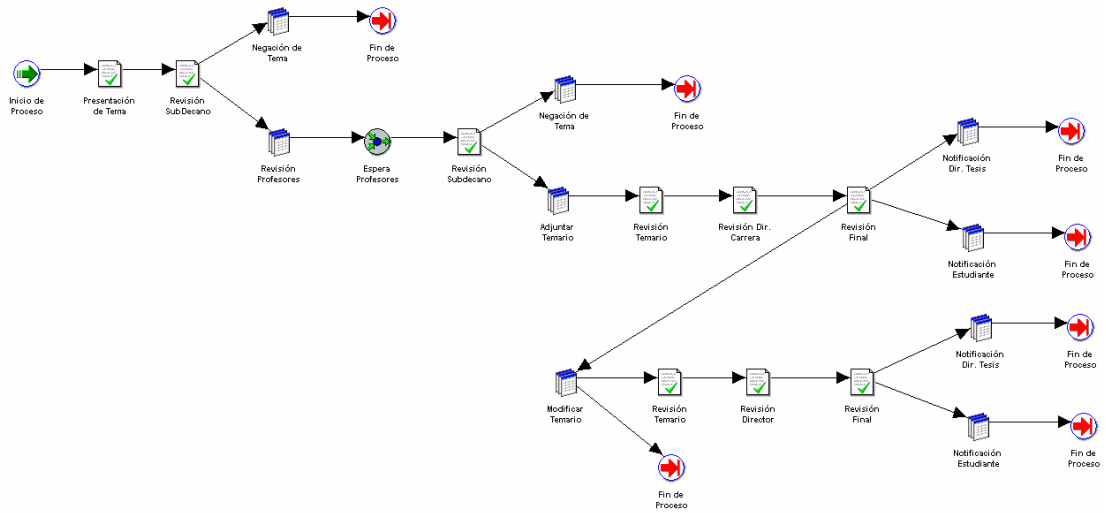 Negación de
Tema
Fin de
Proceso
Inicio de
Proceso
Presentación
de Tema
Revisión
SubDecano
Negación de
Tema
Fin de
Proceso
Revisión
Profesores
Espera
Profesores
Revisión
Subdecano
Notificación
Dir. Tesis
Fin de
Proceso
Adjuntar
Temario
Revisión
Temario
Revisión Dir.
Carrera
Revisión
Final
Notificación
Estudiante
Fin de
Proceso
Notificación
Dir. Tesis
Fin de
Proceso
Modificar
Temario
Revisión
Temario
Revisión
Director
Revisión
Final
Notificación
Estudiante
Fin de
Proceso
Fin de
Proceso